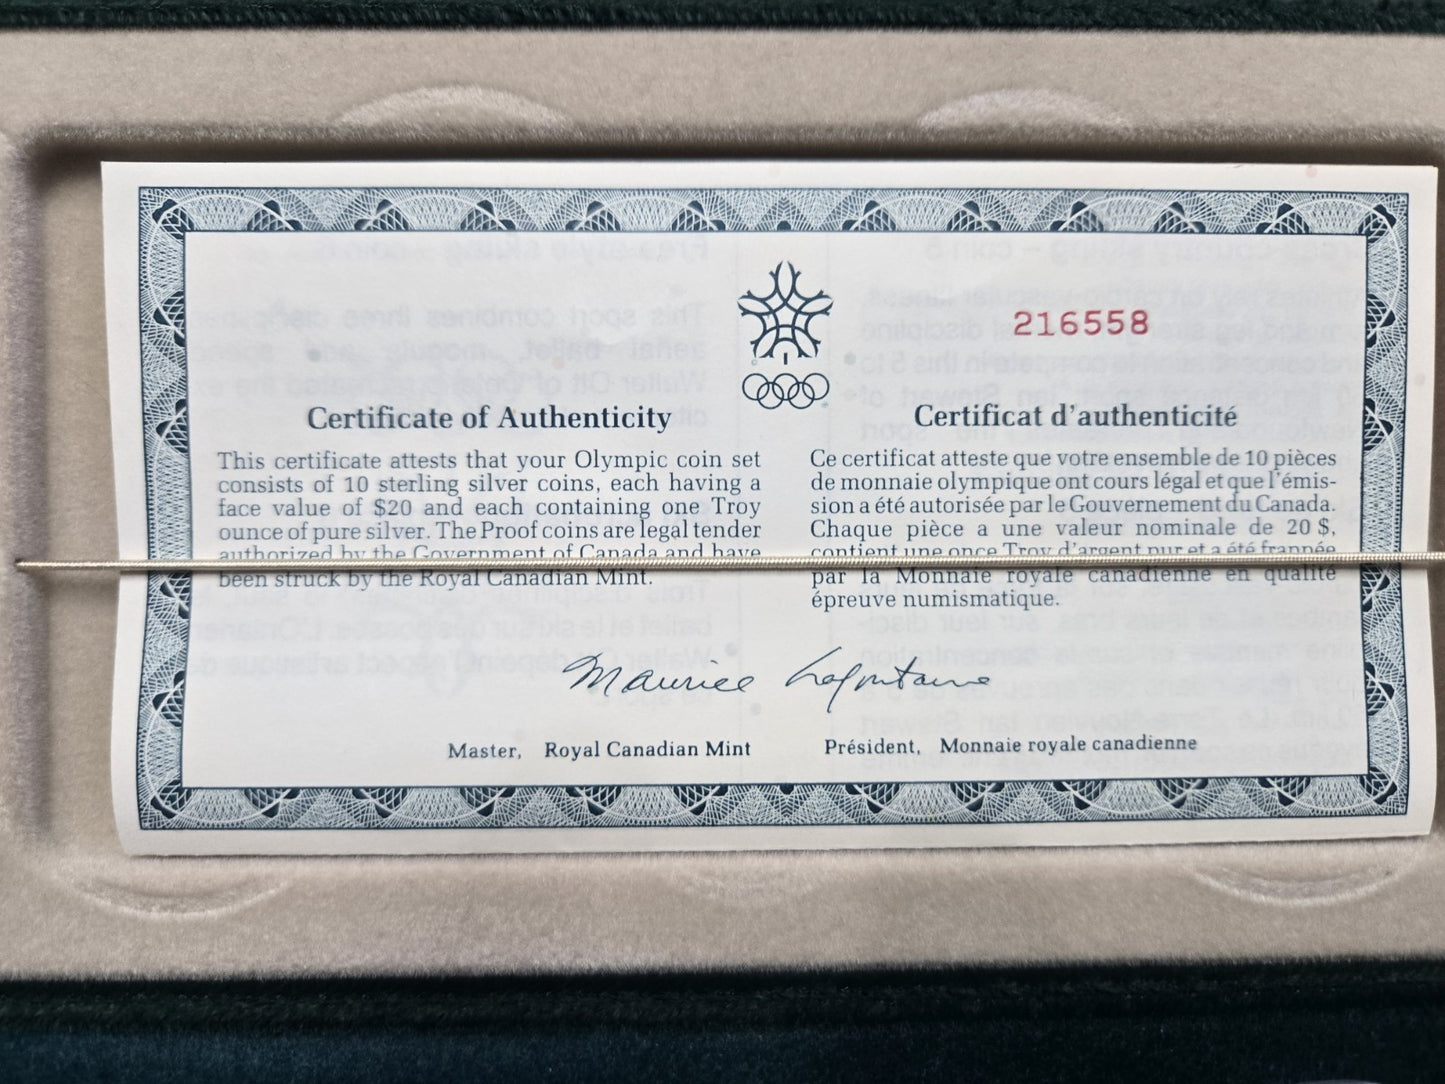 216558
Certificate of Authenticity
This certificate attests that your Olympic coin set
consists of 10 sterling silver coins, each having a
face value of $20 and each containing one Troy
ounce of pure silver. The Proof coins are legal tender
authorized by the Government of Canada and have
been struck by the Royal Canadian Mint.
Certificat d'authenticité
Ce certificat atteste que votre ensemble de 10 pièces
de monnaie olympique ont cours légal et que l'émis-
sion a été autorisée par le Gouvernement du Canada.
Chaque pièce a une valeur nominale de 20 $,
contient une once Troy d'argent pur et a été frappée
par la Monnaie royale canadienne en qualité
épreuve numismatique.
Maurice Lafontaine
Master, Royal Canadian Mint
Président, Monnaie royale canadienne